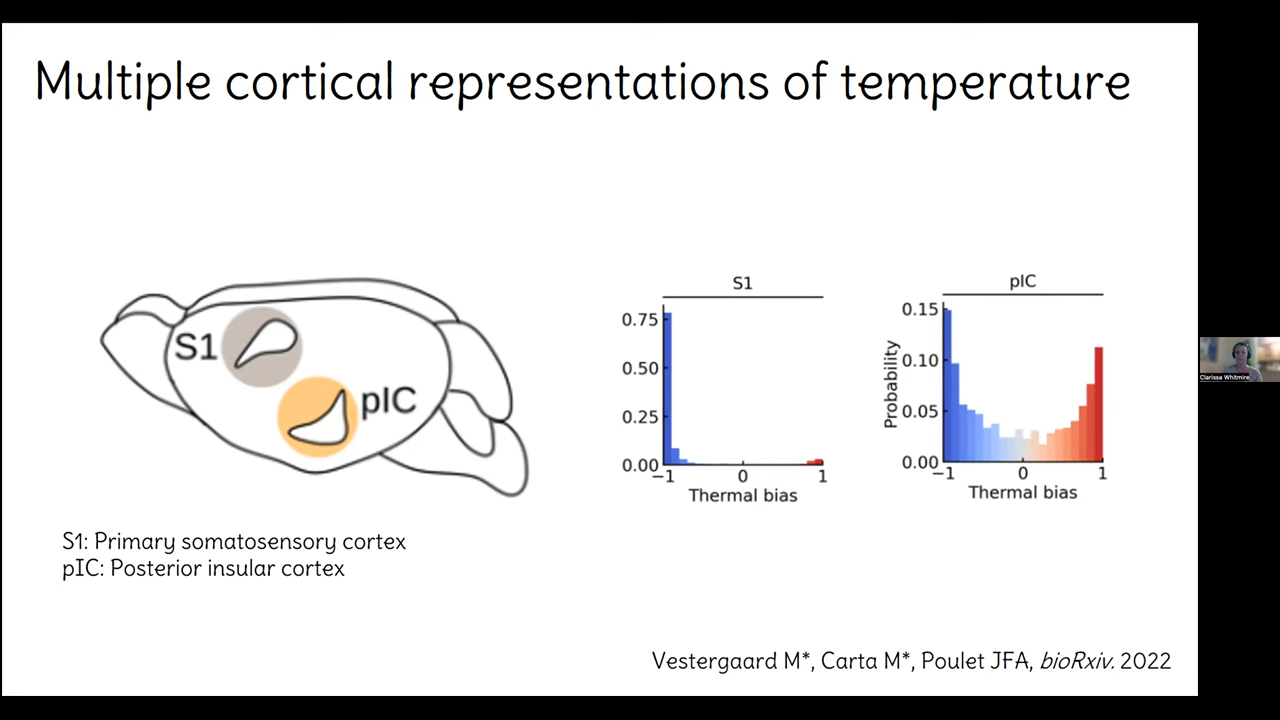 Multiple cortical representations of temperature
S1
pIC
S1: Primary somatosensory cortex
pIC: Posterior insular cortex
S1
0.75
0.50
0.25
0.00
−1 0 1
Thermal bias
pIC
Probability
0.15
0.10
0.05
0.00
−1 0 1
Thermal bias
Vestergaard M*, Carta M*, Poulet JFA, bioRxiv. 2022
Clarissa Whitmire